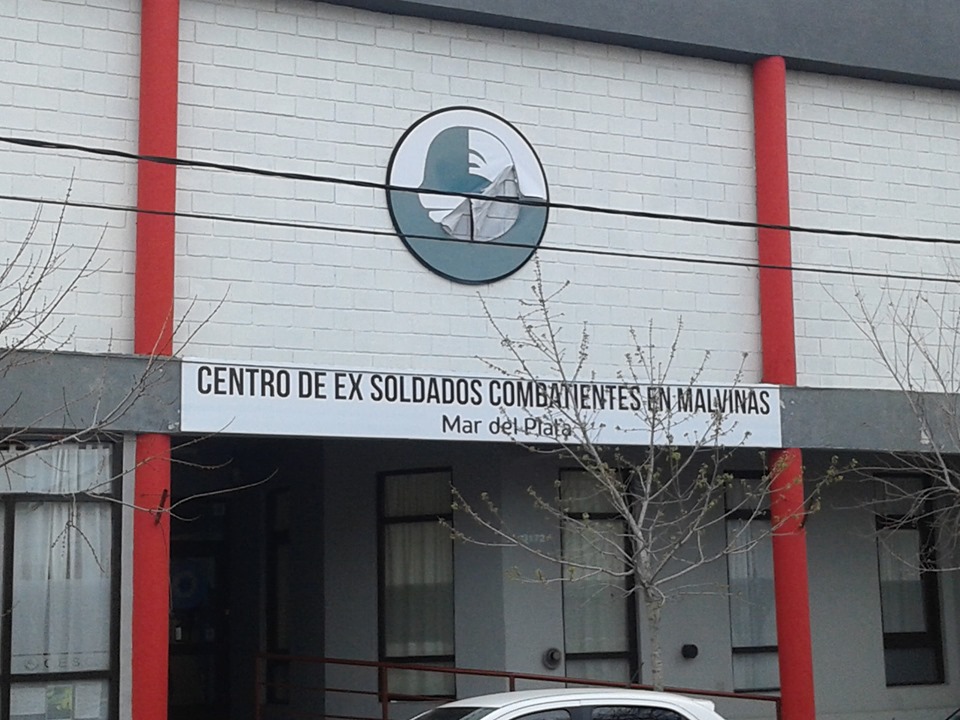 CENTRO DE EX SOLDADOS COMBATIENTES EN MALVINAS
Mar del Plata